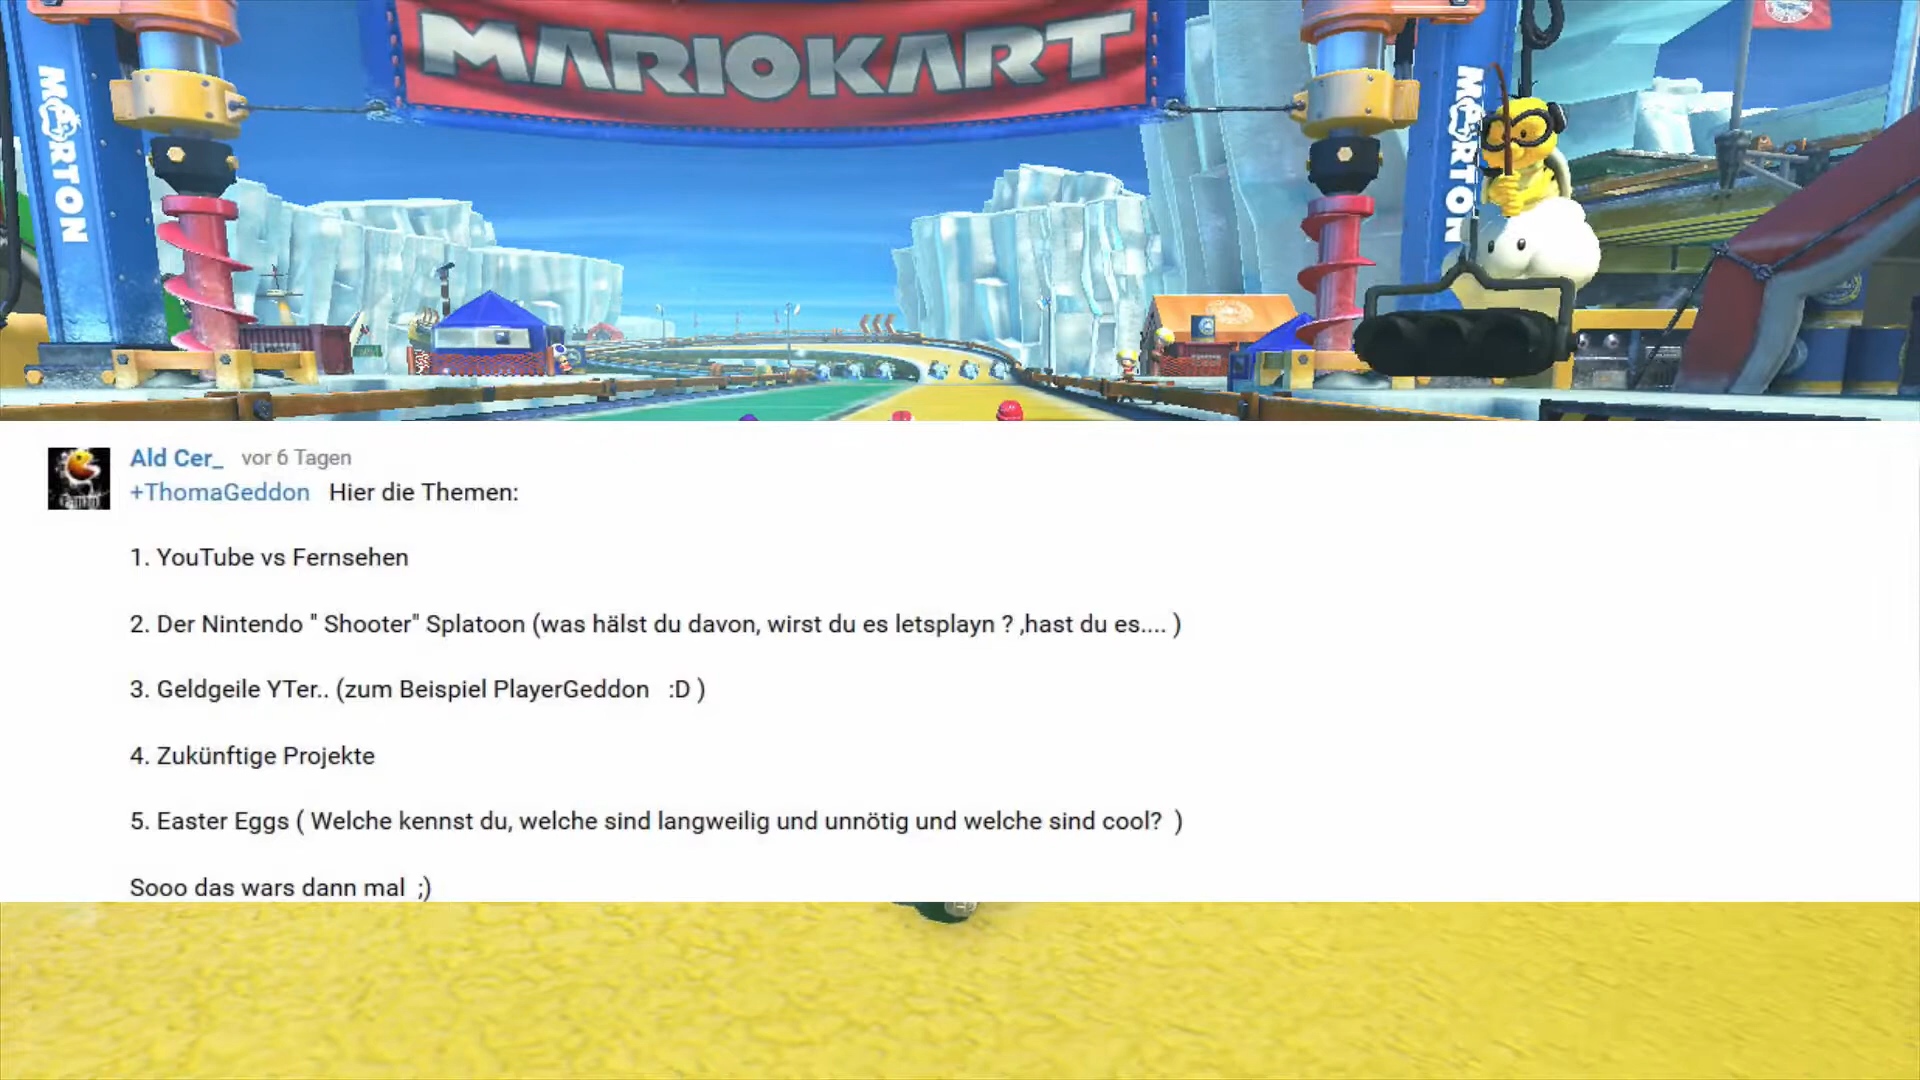 MARIOKART
MORTON
MORTON
Ald Cer_ vor 6 Tagen
+ThomaGeddon Hier die Themen:
1. YouTube vs Fernsehen
2. Der Nintendo " Shooter" Splatoon (was hälst du davon, wirst du es letsplayn ? ,hast du es.... )
3. Geldgeile YTer.. (zum Beispiel PlayerGeddon :D )
4. Zukünftige Projekte
5. Easter Eggs ( Welche kennst du, welche sind langweilig und unnötig und welche sind cool? )
Sooo das wars dann mal ;)